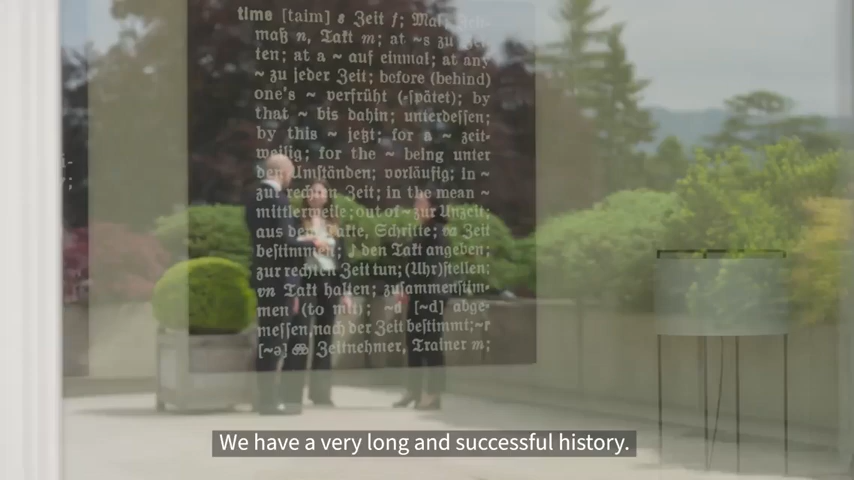 time [taim] s Zeit f; Maß, Zeit-
maß n, Takt m; at ~s zu
ten; at a ~ auf einmal; at any
~ zu jeder Zeit; before (behind)
one's ~ verfrüht (-spätet); by
that ~ bis dahin; unterdessen;
by this ~ jetzt; for a ~ zeit-
weilig; for the ~ being unter
den Umständen; vorläufig; in ~
zur rechten Zeit; in the mean ~
mittlerweile; out of ~ zur Unzeit;
aus dem Takte, Schritte; va Zeit
bestimmen; ♪ den Takt angeben;
zur rechten Zeit tun; (Uhr)stellen;
vn Takt halten; zusammenstim-
men (to mit); ~d [~d] abge-
messen, nach der Zeit bestimmt; ~r
[~ə] Zeitnehmer, Trainer m;
i-
;
We have a very long and successful history.